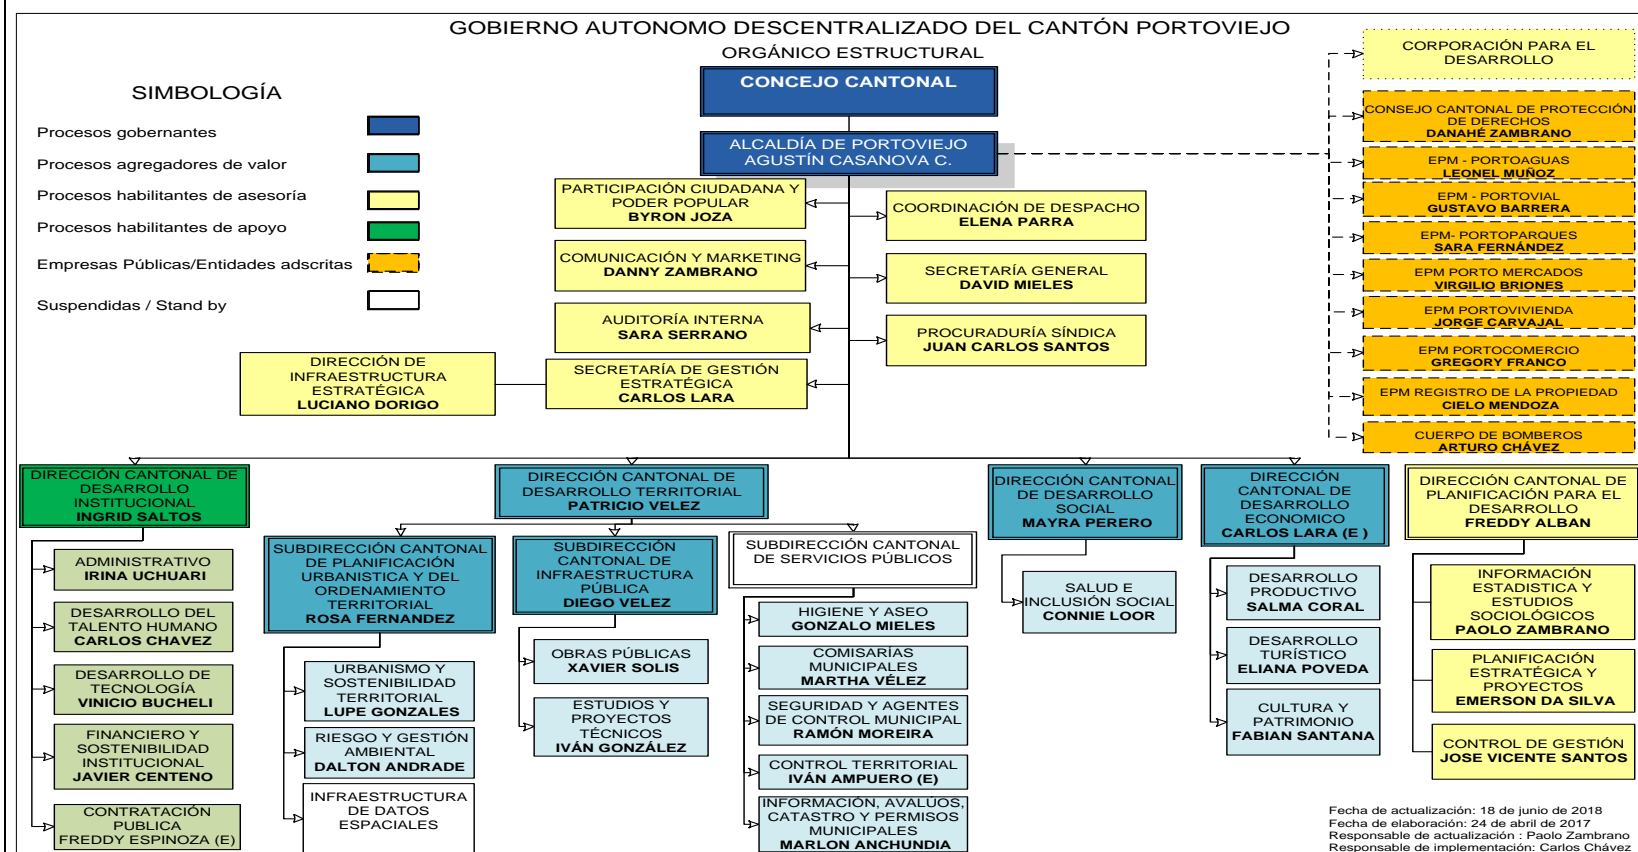 GOBIERNO AUTONOMO DESCENTRALIZADO DEL CANTÓN PORTOVIEJO
ORGÁNICO ESTRUCTURAL
SIMBOLOGÍA
Procesos gobernantes
Procesos agregadores de valor
Procesos habilitantes de asesoría
Procesos habilitantes de apoyo
Empresas Públicas/Entidades adscritas
Suspendidas / Stand by
CONCEJO CANTONAL
ALCALDÍA DE PORTOVIEJO
AGUSTÍN CASANOVA C.
PARTICIPACIÓN CIUDADANA Y
PODER POPULAR
BYRON JOZA
COORDINACIÓN DE DESPACHO
ELENA PARRA
COMUNICACIÓN Y MARKETING
DANNY ZAMBRANO
SECRETARÍA GENERAL
DAVID MIELES
AUDITORÍA INTERNA
SARA SERRANO
PROCURADURÍA SÍNDICA
JUAN CARLOS SANTOS
DIRECCIÓN DE
INFRAESTRUCTURA
ESTRATÉGICA
LUCIANO DORIGO
SECRETARÍA DE GESTIÓN
ESTRATÉGICA
CARLOS LARA
CORPORACIÓN PARA EL
DESARROLLO
CONSEJO CANTONAL DE PROTECCIÓN
DE DERECHOS
DANAHÉ ZAMBRANO
EPM - PORTOAGUAS
LEONEL MUÑOZ
EPM - PORTOVIAL
GUSTAVO BARRERA
EPM- PORTOPARQUES
SARA FERNÁNDEZ
EPM PORTO MERCADOS
VIRGILIO BRIONES
EPM PORTOVIVIENDA
JORGE CARVAJAL
EPM PORTOCOMERCIO
GREGORY FRANCO
EPM REGISTRO DE LA PROPIEDAD
CIELO MENDOZA
CUERPO DE BOMBEROS
ARTURO CHÁVEZ
DIRECCIÓN CANTONAL DE
DESARROLLO
INSTITUCIONAL
INGRID SALTOS
ADMINISTRATIVO
IRINA UCHUARI
DESARROLLO DEL
TALENTO HUMANO
CARLOS CHAVEZ
DESARROLLO DE
TECNOLOGÍA
VINICIO BUCHELI
FINANCIERO Y
SOSTENIBILIDAD
INSTITUCIONAL
JAVIER CENTENO
CONTRATACIÓN
PUBLICA
FREDDY ESPINOZA (E)
DIRECCIÓN CANTONAL DE
DESARROLLO TERRITORIAL
PATRICIO VELEZ
SUBDIRECCIÓN CANTONAL
DE PLANIFICACIÓN
URBANISTICA Y DEL
ORDENAMIENTO
TERRITORIAL
ROSA FERNANDEZ
URBANISMO Y
SOSTENIBILIDAD
TERRITORIAL
LUPE GONZALES
RIESGO Y GESTIÓN
AMBIENTAL
DALTON ANDRADE
INFRAESTRUCTURA
DE DATOS
ESPACIALES
SUBDIRECCIÓN
CANTONAL DE
INFRAESTRUCTURA
PÚBLICA
DIEGO VELEZ
OBRAS PÚBLICAS
XAVIER SOLIS
ESTUDIOS Y
PROYECTOS
TÉCNICOS
IVÁN GONZÁLEZ
SUBDIRECCIÓN CANTONAL
DE SERVICIOS PÚBLICOS
HIGIENE Y ASEO
GONZALO MIELES
COMISARÍAS
MUNICIPALES
MARTHA VÉLEZ
SEGURIDAD Y AGENTES
DE CONTROL MUNICIPAL
RAMÓN MOREIRA
CONTROL TERRITORIAL
IVÁN AMPUERO (E)
INFORMACIÓN, AVALÚOS,
CATASTRO Y PERMISOS
MUNICIPALES
MARLON ANCHUNDIA
DIRECCIÓN CANTONAL
DE DESARROLLO
SOCIAL
MAYRA PERERO
SALUD E
INCLUSIÓN SOCIAL
CONNIE LOOR
DIRECCIÓN
CANTONAL DE
DESARROLLO
ECONOMICO
CARLOS LARA (E )
DESARROLLO
PRODUCTIVO
SALMA CORAL
DESARROLLO
TURÍSTICO
ELIANA POVEDA
CULTURA Y
PATRIMONIO
FABIAN SANTANA
DIRECCIÓN CANTONAL DE
PLANIFICACIÓN PARA EL
DESARROLLO
FREDDY ALBAN
INFORMACIÓN
ESTADISTICA Y
ESTUDIOS
SOCIOLÓGICOS
PAOLO ZAMBRANO
PLANIFICACIÓN
ESTRATÉGICA Y
PROYECTOS
EMERSON DA SILVA
CONTROL DE GESTIÓN
JOSE VICENTE SANTOS
Fecha de actualización: 18 de junio de 2018
Fecha de elaboración: 24 de abril de 2017
Responsable de actualización : Paolo Zambrano
Responsable de implementación: Carlos Chávez